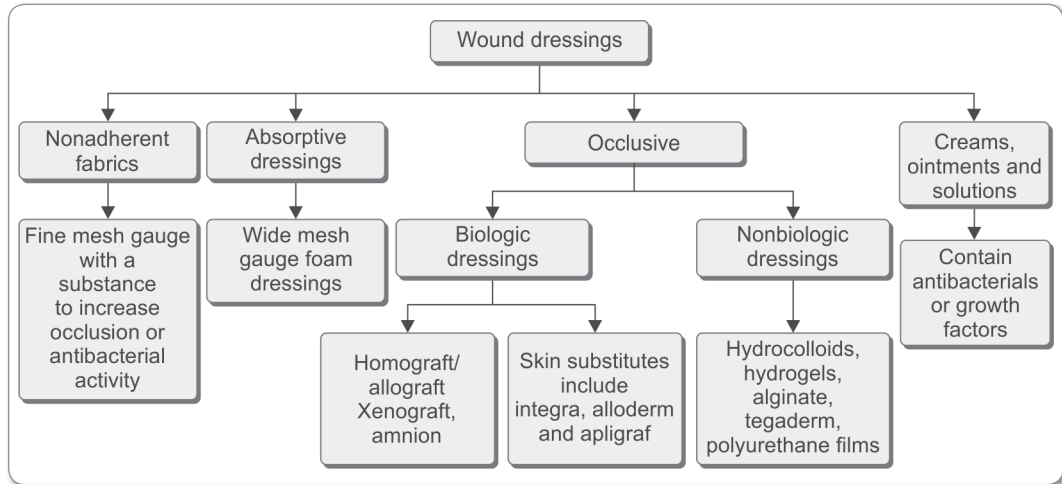 Wound dressings
Nonadherent
fabrics
Absorptive
dressings
Occlusive
Creams,
ointments and
solutions
Fine mesh gauge
with a
substance
to increase
occlusion or
antibacterial
activity
Wide mesh
gauge foam
dressings
Biologic
dressings
Nonbiologic
dressings
Contain
antibacterials
or growth
factors
Homograft/
allograft
Xenograft,
amnion
Skin substitutes
include
integra, alloderm
and apligraf
Hydrocolloids,
hydrogels,
alginate,
tegaderm,
polyurethane films